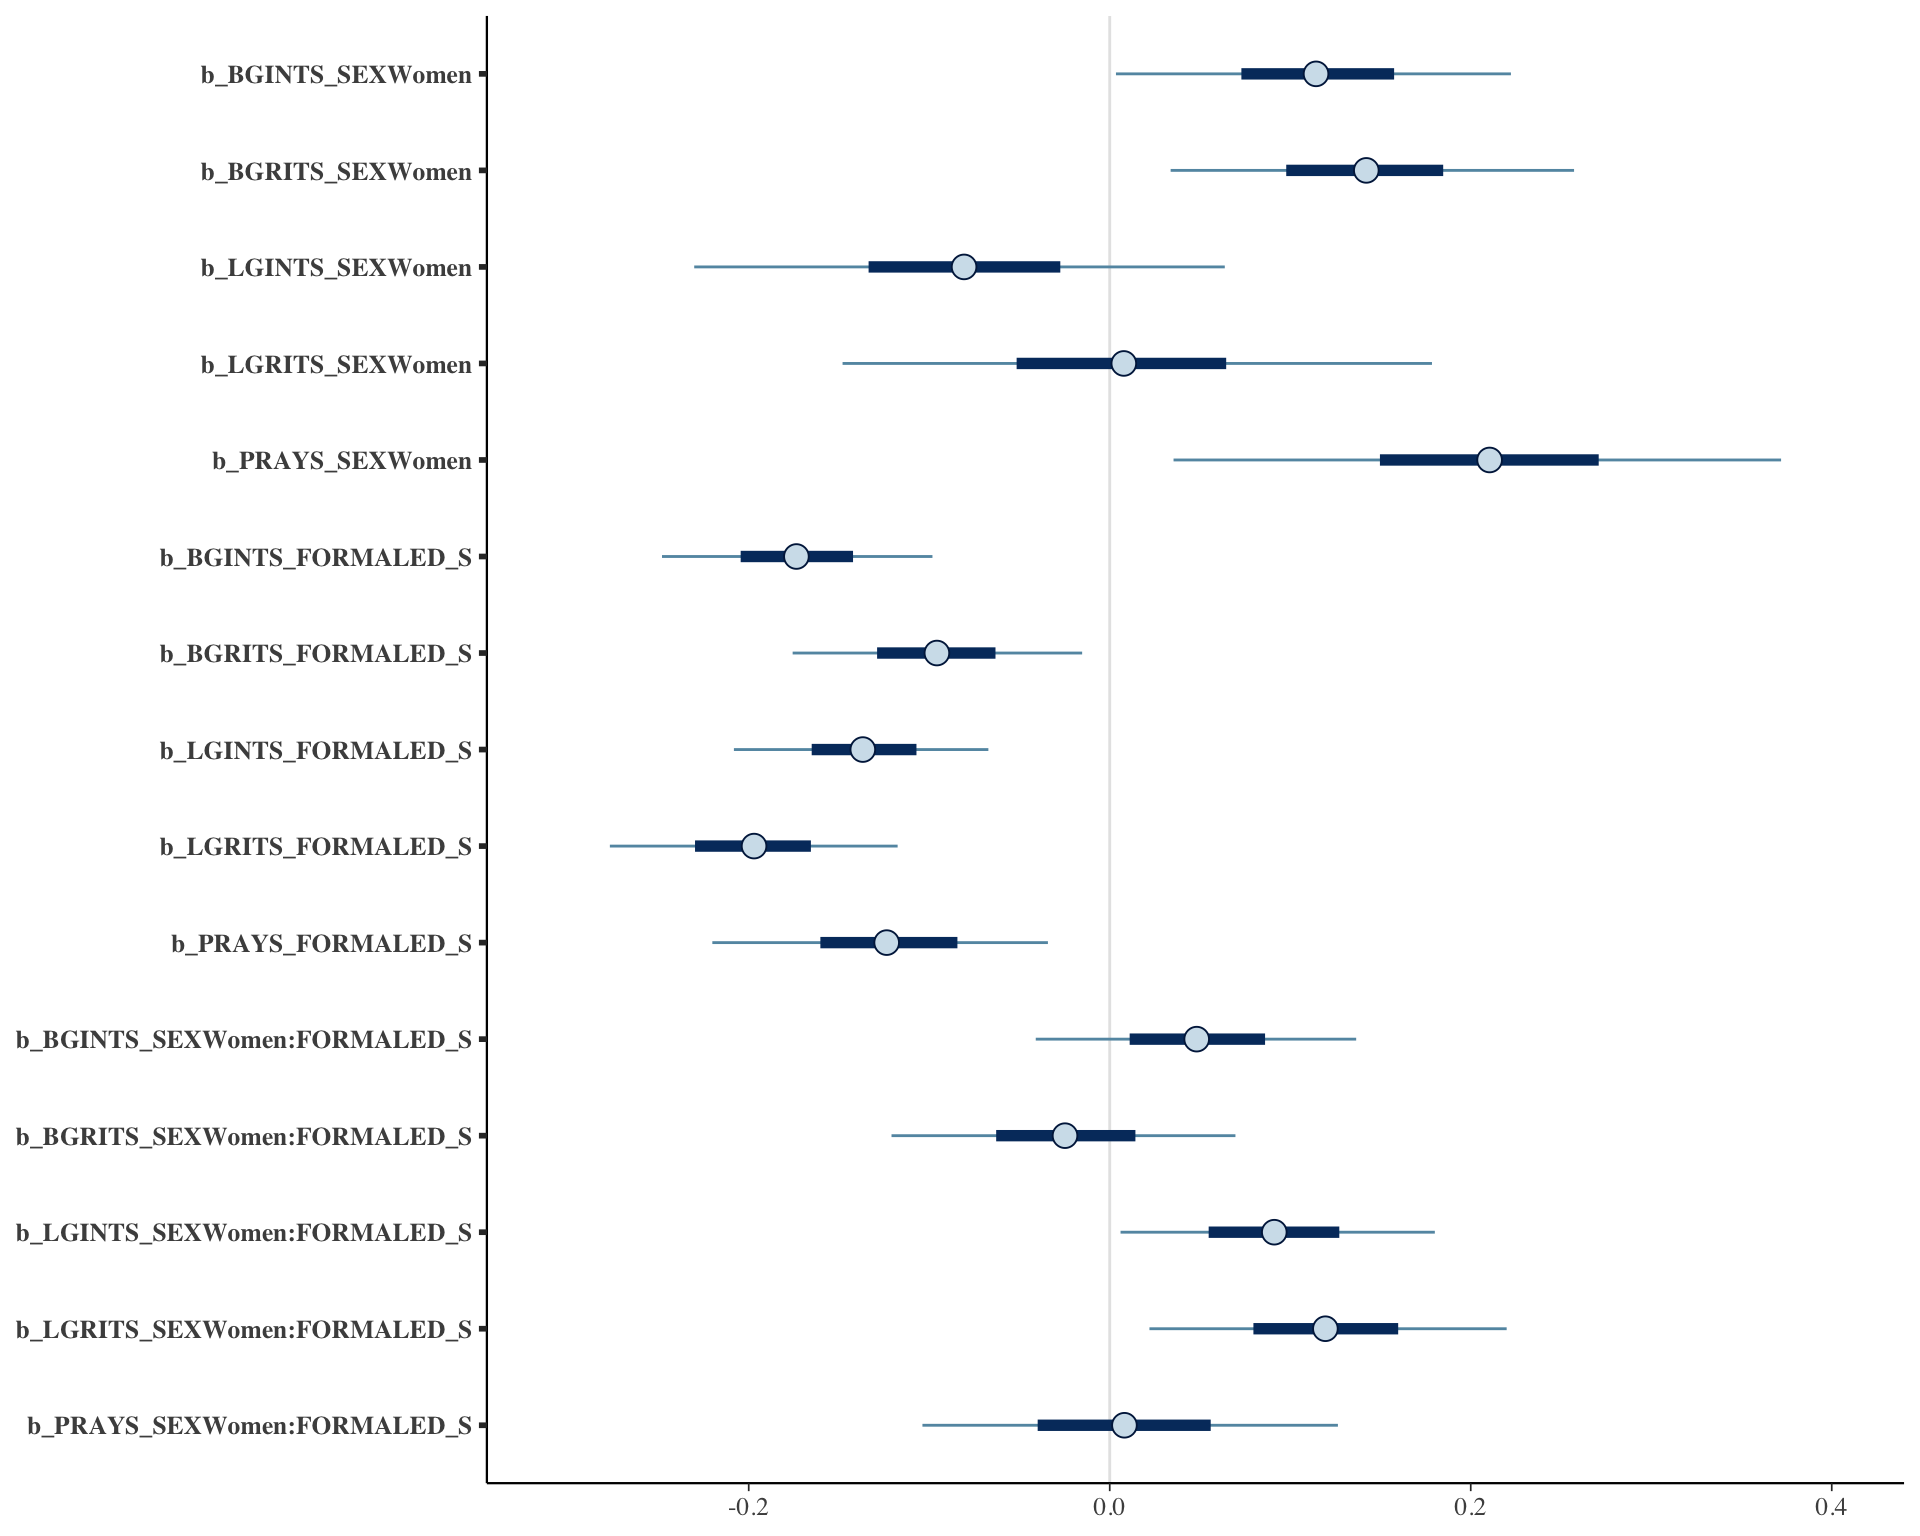 b_BGINTS_SEXWomen
b_BGRITS_SEXWomen
b_LGINTS_SEXWomen
b_LGRITS_SEXWomen
b_PRAYS_SEXWomen
b_BGINTS_FORMALED_S
b_BGRITS_FORMALED_S
b_LGINTS_FORMALED_S
b_LGRITS_FORMALED_S
b_PRAYS_FORMALED_S
b_BGINTS_SEXWomen:FORMALED_S
b_BGRITS_SEXWomen:FORMALED_S
b_LGINTS_SEXWomen:FORMALED_S
b_LGRITS_SEXWomen:FORMALED_S
b_PRAYS_SEXWomen:FORMALED_S
-0.2 0.0 0.2 0.4